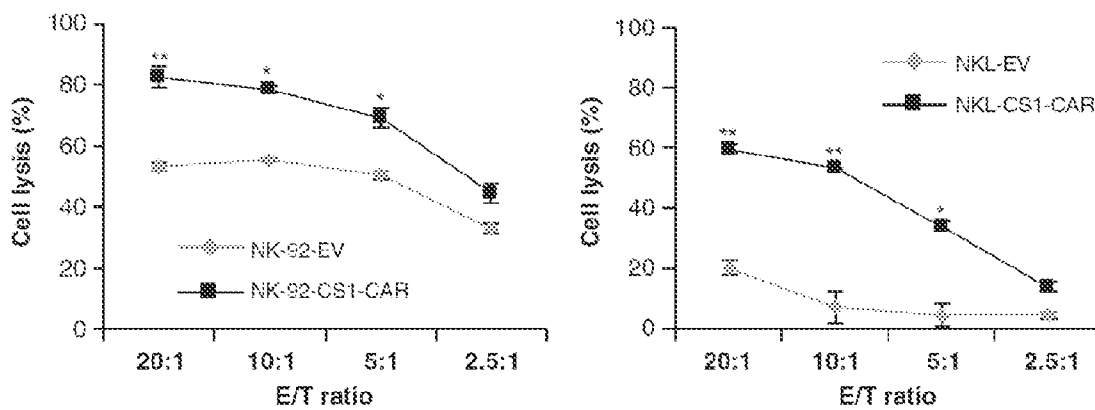 100
80
60
40
20
0
Cell lysis (%)
**
*
*
NK-92-EV
NK-92-CS1-CAR
20:1 10:1 5:1 2.5:1
E/T ratio
100
80
60
40
20
0
Cell lysis (%)
NKL-EV
NKL-CS1-CAR
**
**
*
20:1 10:1 5:1 2.5:1
E/T ratio